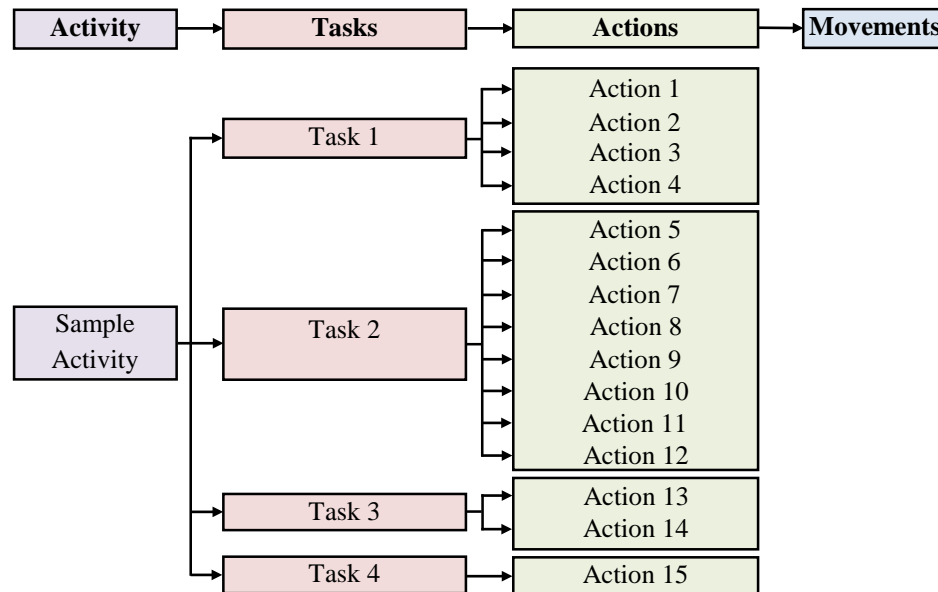 Activity
Tasks
Actions
Movements
Sample
Activity
Task 1
Action 1
Action 2
Action 3
Action 4
Task 2
Action 5
Action 6
Action 7
Action 8
Action 9
Action 10
Action 11
Action 12
Task 3
Action 13
Action 14
Task 4
Action 15